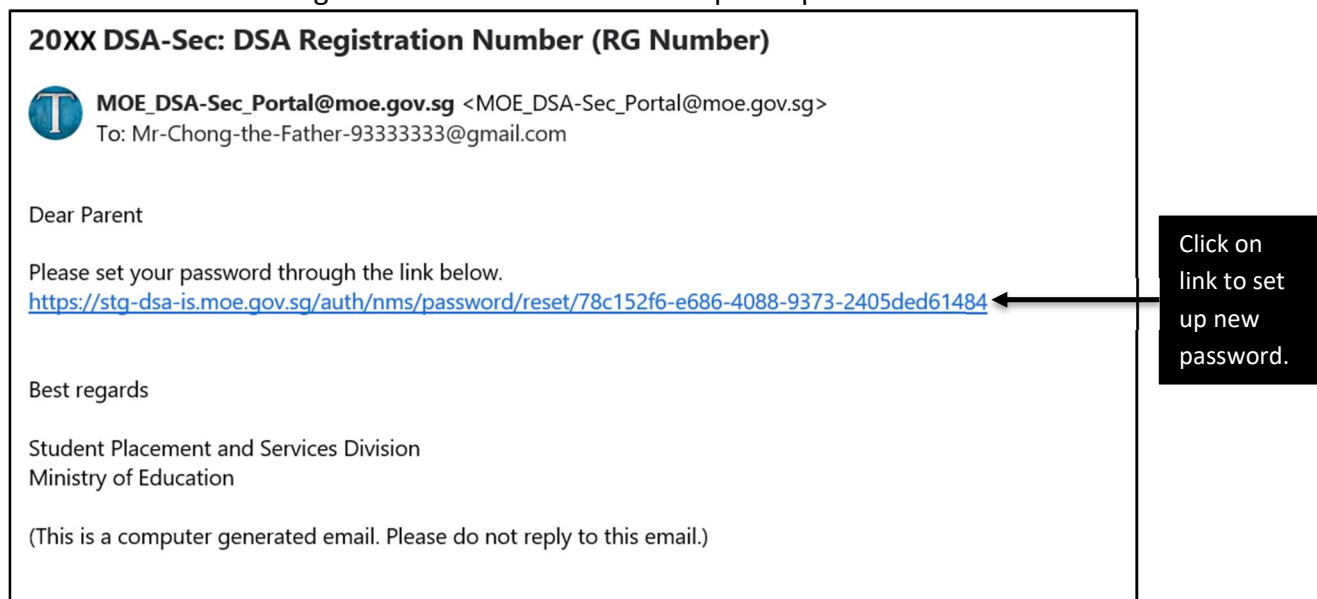 20XX DSA-Sec: DSA Registration Number (RG Number)
T
MOE_DSA-Sec_Portal@moe.gov.sg <MOE_DSA-Sec_Portal@moe.gov.sg>
To: Mr-Chong-the-Father-93333333@gmail.com
Dear Parent
Please set your password through the link below.
https://stg-dsa-is.moe.gov.sg/auth/nms/password/reset/78c152f6-e686-4088-9373-2405ded61484
Click on
link to set
up new
password.
Best regards
Student Placement and Services Division
Ministry of Education
(This is a computer generated email. Please do not reply to this email.)